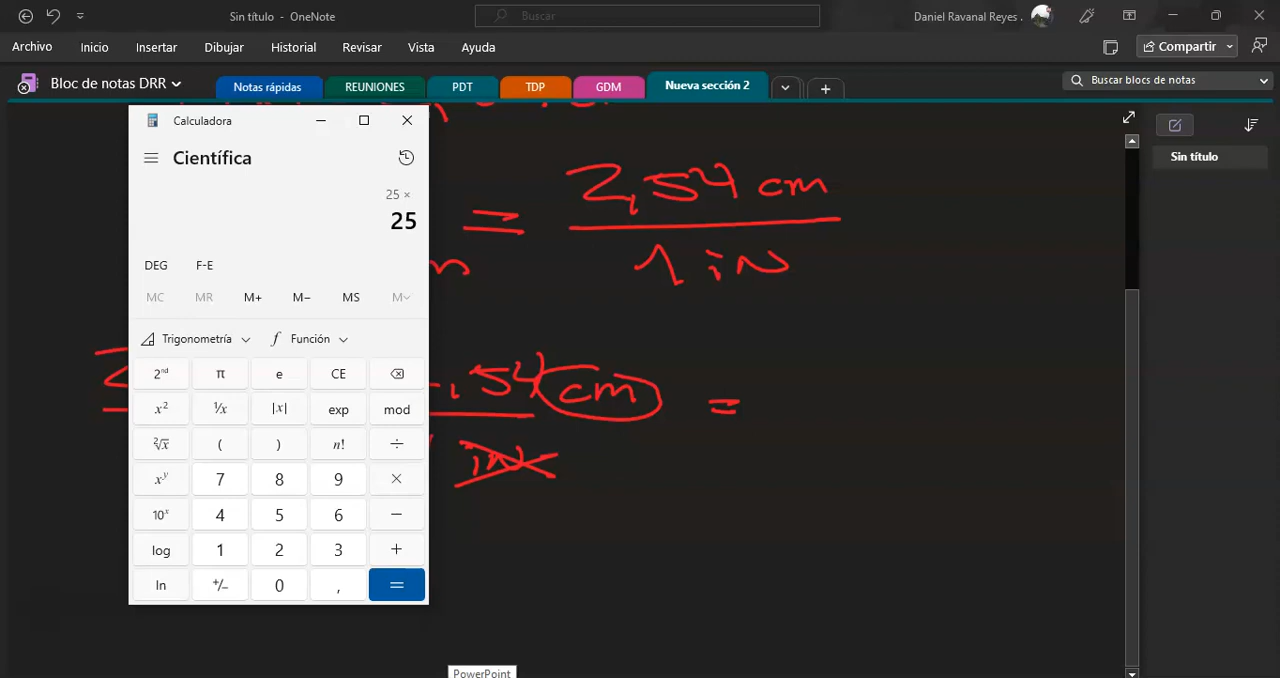 Sin título - OneNote
Buscar
Daniel Ravanal Reyes .
Archivo Inicio Insertar Dibujar Historial Revisar Vista Ayuda
Compartir
Bloc de notas DRR
Notas rápidas REUNIONES PDT TDP GDM Nueva sección 2 +
Buscar blocs de notas
Sin título
Calculadora
Científica
25 ×
25
DEG F-E
MC MR M+ M− MS M
Trigonometría f Función
2nd π e CE
x² ¹/x |x| exp mod
²√x ( ) n! ÷
xʸ 7 8 9 ×
10ˣ 4 5 6 −
log 1 2 3 +
ln +/− 0 , =
= 2,54 cm
1 in
,54 cm =
in
PowerPoint